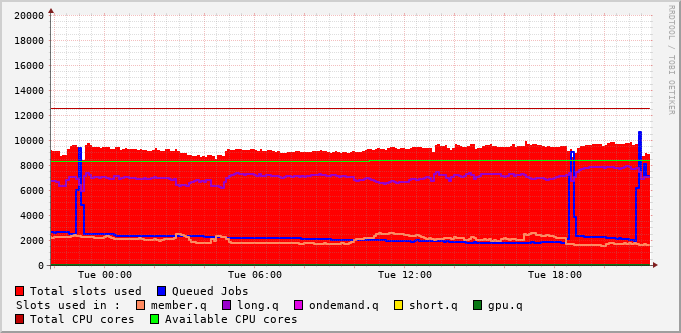 20000
18000
16000
14000
12000
10000
8000
6000
4000
2000
0
Tue 00:00 Tue 06:00 Tue 12:00 Tue 18:00
Total slots used Queued Jobs
Slots used in : member.q long.q ondemand.q short.q gpu.q
Total CPU cores Available CPU cores
RRDTOOL / TOBI OETIKER